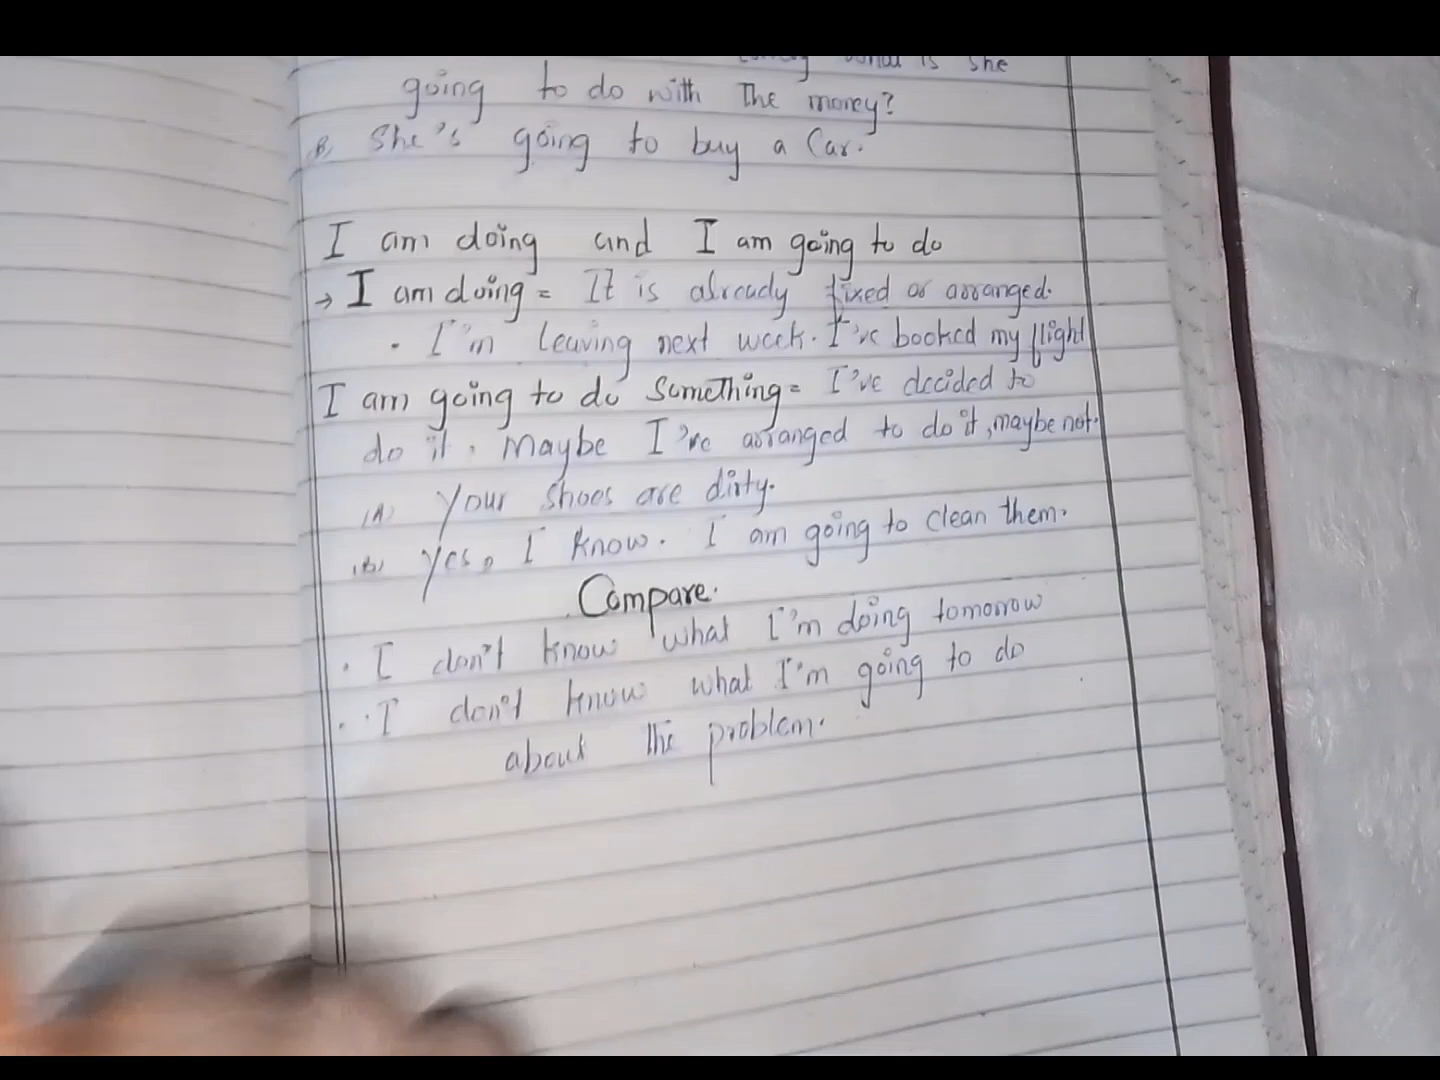 what is she
going to do with The money?
B, She's going to buy a Car.
I am doing and I am going to do
→ I am doing = It is already fixed or arranged.
• I'm leaving next week. I've booked my flight
I am going to do Something = I've decided to
do it. Maybe I've arranged to do it, maybe not.
(A) Your shoes are dirty.
(B) Yes, I know. I am going to clean them.
Compare.
• I don't know what I'm doing tomorrow
• I don't know what I'm going to do
about the problem.